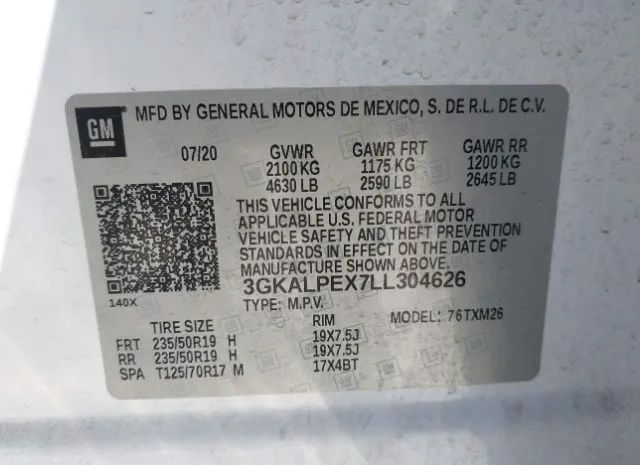 GM
MFD BY GENERAL MOTORS DE MEXICO, S. DE R.L. DE C.V.
07/20 GVWR GAWR FRT GAWR RR
2100 KG 1175 KG 1200 KG
4630 LB 2590 LB 2645 LB
THIS VEHICLE CONFORMS TO ALL
APPLICABLE U.S. FEDERAL MOTOR
VEHICLE SAFETY AND THEFT PREVENTION
STANDARDS IN EFFECT ON THE DATE OF
MANUFACTURE SHOWN ABOVE.
3GKALPEX7LL304626
140X
TYPE: M.P.V. MODEL: 76TXM26
TIRE SIZE RIM
FRT 235/50R19 H 19X7.5J
RR 235/50R19 H 19X7.5J
SPA T125/70R17 M 17X4BT